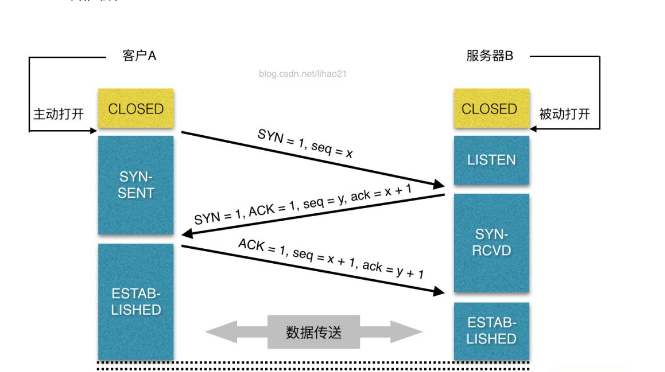 客户A
服务器B
blog.csdn.net/lihao21
主动打开
CLOSED
CLOSED
被动打开
SYN = 1, seq = x
LISTEN
SYN-
SENT
SYN = 1, ACK = 1, seq = y, ack = x + 1
SYN-
RCVD
ACK = 1, seq = x + 1, ack = y + 1
ESTAB-
LISHED
数据传送
ESTAB-
LISHED